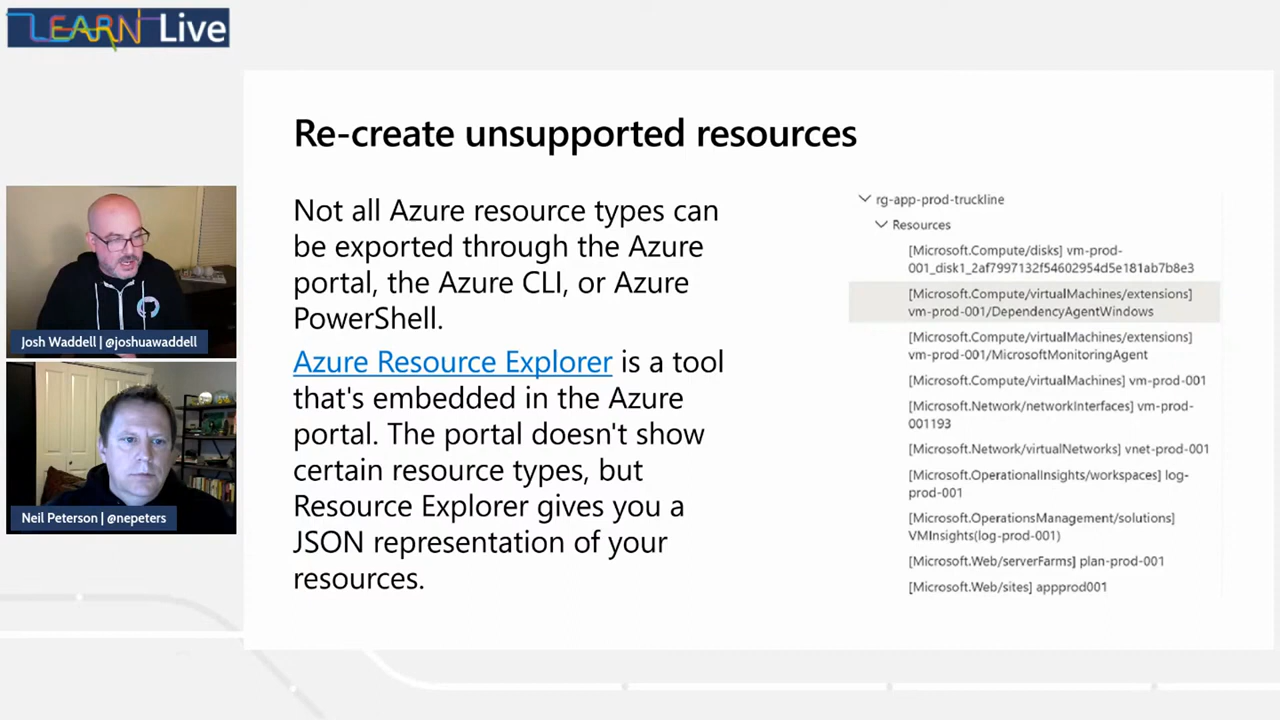 LEARN Live
Re-create unsupported resources
Not all Azure resource types can
be exported through the Azure
portal, the Azure CLI, or Azure
PowerShell.
Azure Resource Explorer is a tool
that's embedded in the Azure
portal. The portal doesn't show
certain resource types, but
Resource Explorer gives you a
JSON representation of your
resources.
rg-app-prod-truckline
Resources
[Microsoft.Compute/disks] vm-prod-
001_disk1_2af7997132f54602954d5e181ab7b8e3
[Microsoft.Compute/virtualMachines/extensions]
vm-prod-001/DependencyAgentWindows
[Microsoft.Compute/virtualMachines/extensions]
vm-prod-001/MicrosoftMonitoringAgent
[Microsoft.Compute/virtualMachines] vm-prod-001
[Microsoft.Network/networkInterfaces] vm-prod-
001193
[Microsoft.Network/virtualNetworks] vnet-prod-001
[Microsoft.OperationalInsights/workspaces] log-
prod-001
[Microsoft.OperationsManagement/solutions]
VMInsights(log-prod-001)
[Microsoft.Web/serverFarms] plan-prod-001
[Microsoft.Web/sites] appprod001
Josh Waddell | @joshuawaddell
Neil Peterson | @nepeters